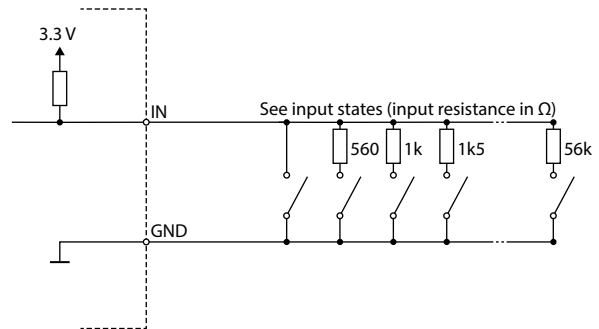 3.3 V
IN
See input states (input resistance in Ω)
560
1k
1k5
56k
GND